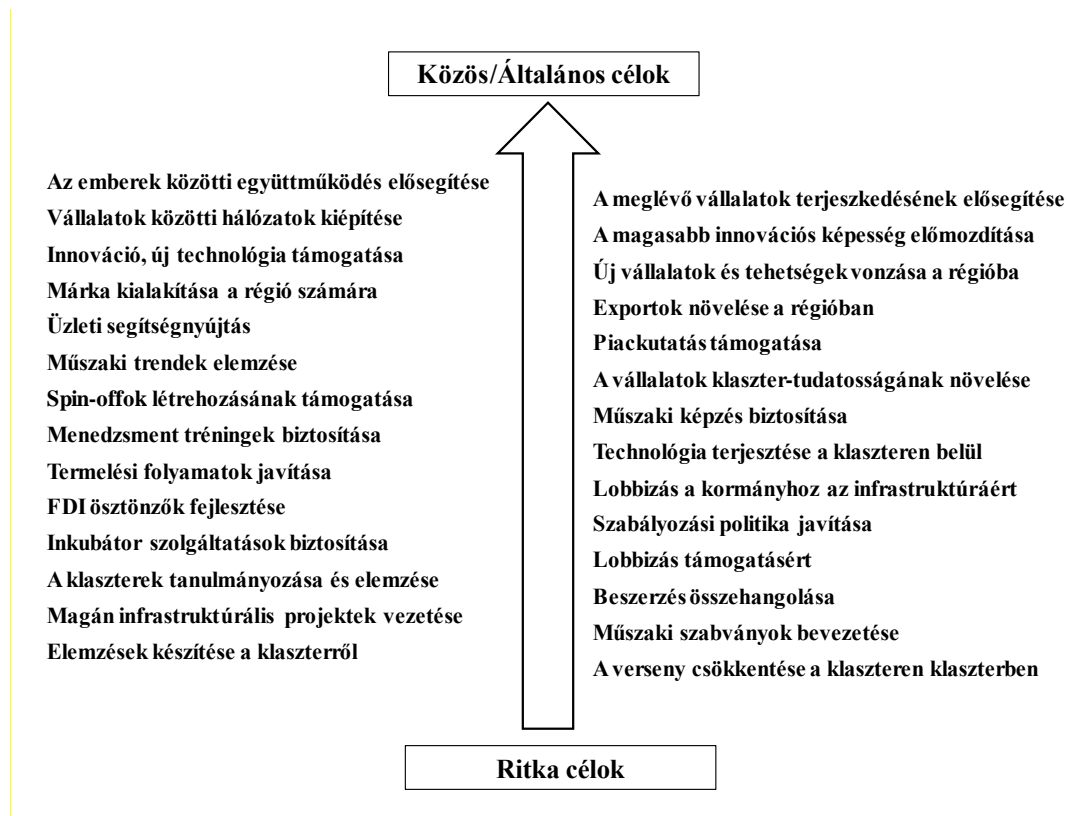 Közös/Általános célok
Az emberek közötti együttműködés elősegítése
Vállalatok közötti hálózatok kiépítése
Innováció, új technológia támogatása
Márka kialakítása a régió számára
Üzleti segítségnyújtás
Műszaki trendek elemzése
Spin-offok létrehozásának támogatása
Menedzsment tréningek biztosítása
Termelési folyamatok javítása
FDI ösztönzők fejlesztése
Inkubátor szolgáltatások biztosítása
A klaszterek tanulmányozása és elemzése
Magán infrastruktúrális projektek vezetése
Elemzések készítése a klaszterről
A meglévő vállalatok terjeszkedésének elősegítése
A magasabb innovációs képesség előmozdítása
Új vállalatok és tehetségek vonzása a régióba
Exportok növelése a régióban
Piackutatás támogatása
A vállalatok klaszter-tudatosságának növelése
Műszaki képzés biztosítása
Technológia terjesztése a klaszteren belül
Lobbizás a kormányhoz az infrastruktúráért
Szabályozási politika javítása
Lobbizás támogatásért
Beszerzés összehangolása
Műszaki szabványok bevezetése
A verseny csökkentése a klaszteren klaszterben
Ritka célok